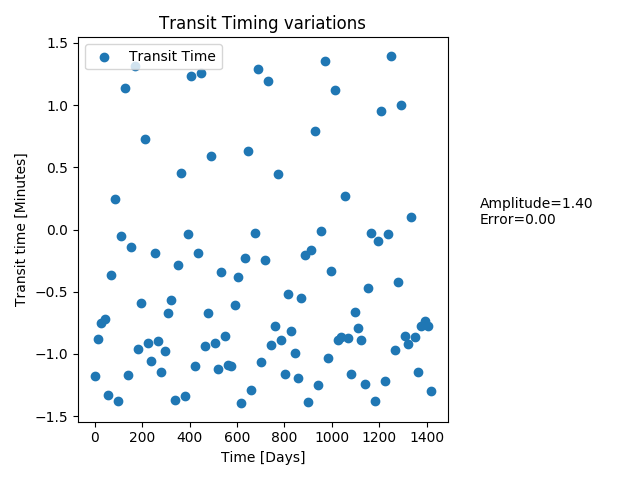 Transit Timing variations
Transit Time
1.5
1.0
0.5
0.0
−0.5
−1.0
−1.5
Transit time [Minutes]
Amplitude=1.40
Error=0.00
0 200 400 600 800 1000 1200 1400
Time [Days]